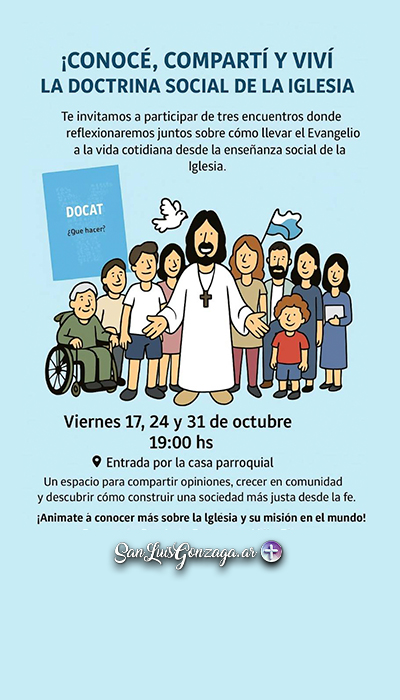 ¡CONOCÉ, COMPARTÍ Y VIVÍ
LA DOCTRINA SOCIAL DE LA IGLESIA
Te invitamos a participar de tres encuentros donde
reflexionaremos juntos sobre cómo llevar el Evangelio
a la vida cotidiana desde la enseñanza social de la
Iglesia.
DOCAT
¿Que hacer?
Viernes 17, 24 y 31 de octubre
19:00 hs
Entrada por la casa parroquial
Un espacio para compartir opiniones, crecer en comunidad
y descubrir cómo construir una sociedad más justa desde la fe.
¡Animate a conocer más sobre la Iglesia y su misión en el mundo!
SanLuisGonzaga.ar